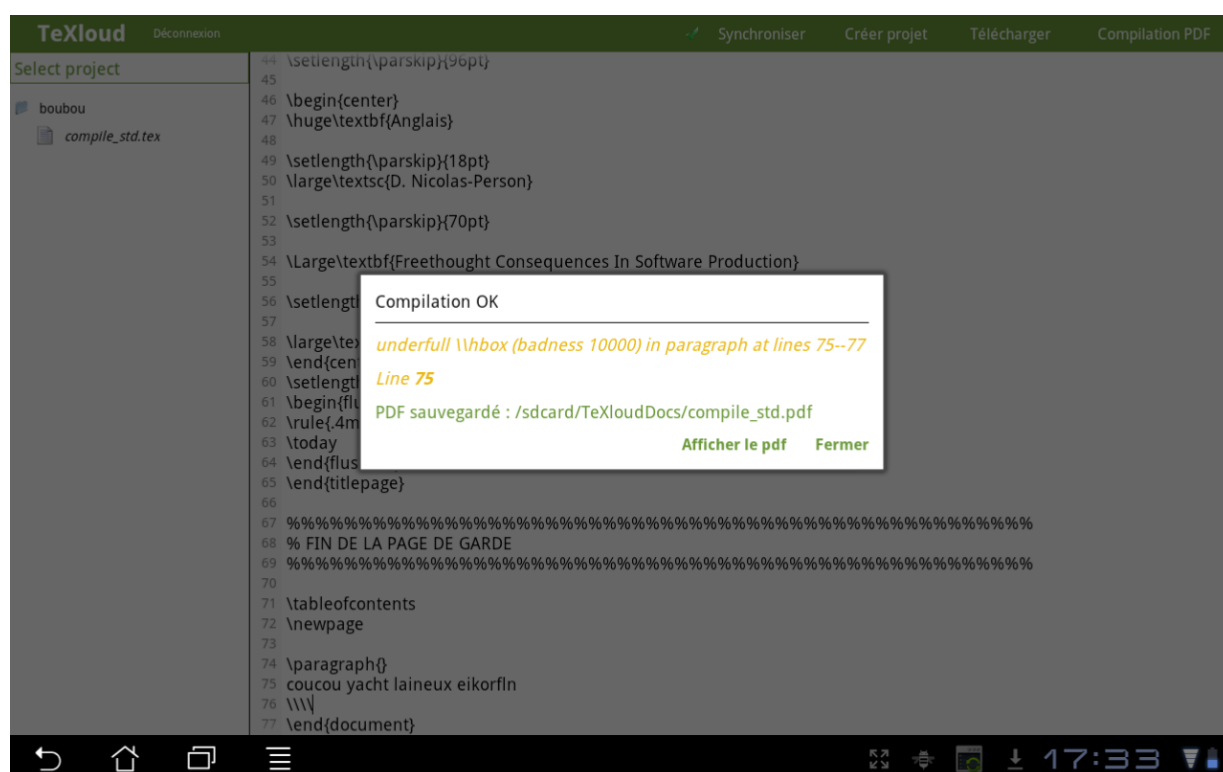 TeXloud Déconnexion Synchroniser Créer projet Télécharger Compilation PDF
Select project
boubou
compile_std.tex
44 \setlength{\parskip}{96pt}
45
46 \begin{center}
47 \huge\textbf{Anglais}
48
49 \setlength{\parskip}{18pt}
50 \large\textsc{D. Nicolas-Person}
51
52 \setlength{\parskip}{70pt}
53
54 \Large\textbf{Freethought Consequences In Software Production}
55
56 \setlengt
57
58 \large\te
59 \end{cen
60 \setlengt
61 \begin{flu
62 \rule{.4m
63 \today
64 \end{flus
65 \end{titlepage}
66
67 %%%%%%%%%%%%%%%%%%%%%%%%%%%%%%%%%%%%%%%%%%%%%%%%%%%%
68 % FIN DE LA PAGE DE GARDE
69 %%%%%%%%%%%%%%%%%%%%%%%%%%%%%%%%%%%%%%%%%%%%%%%%%%%%
70
71 \tableofcontents
72 \newpage
73
74 \paragraph{}
75 coucou yacht laineux eikorfln
76 \\\\
77 \end{document}
Compilation OK
underfull \\hbox (badness 10000) in paragraph at lines 75--77
Line 75
PDF sauvegardé : /sdcard/TeXloudDocs/compile_std.pdf
Afficher le pdf Fermer
17:33